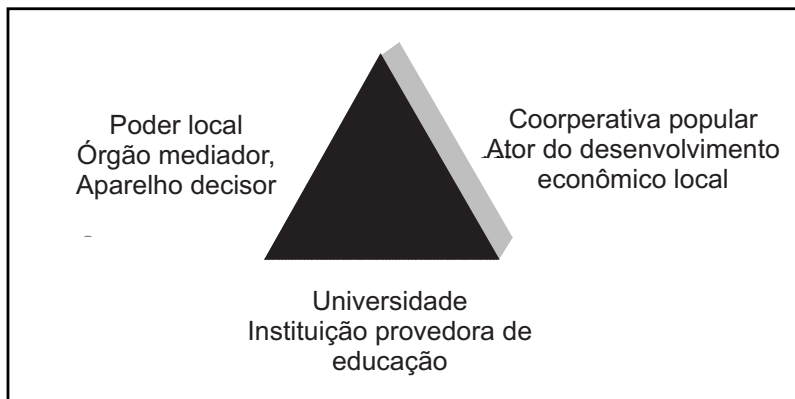 Poder local
Órgão mediador,
Aparelho decisor
Coorperativa popular
Ator do desenvolvimento
econômico local
Universidade
Instituição provedora de
educação